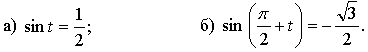 а) sin t = 1/2; б) sin (π/2 + t) = −√3/2.